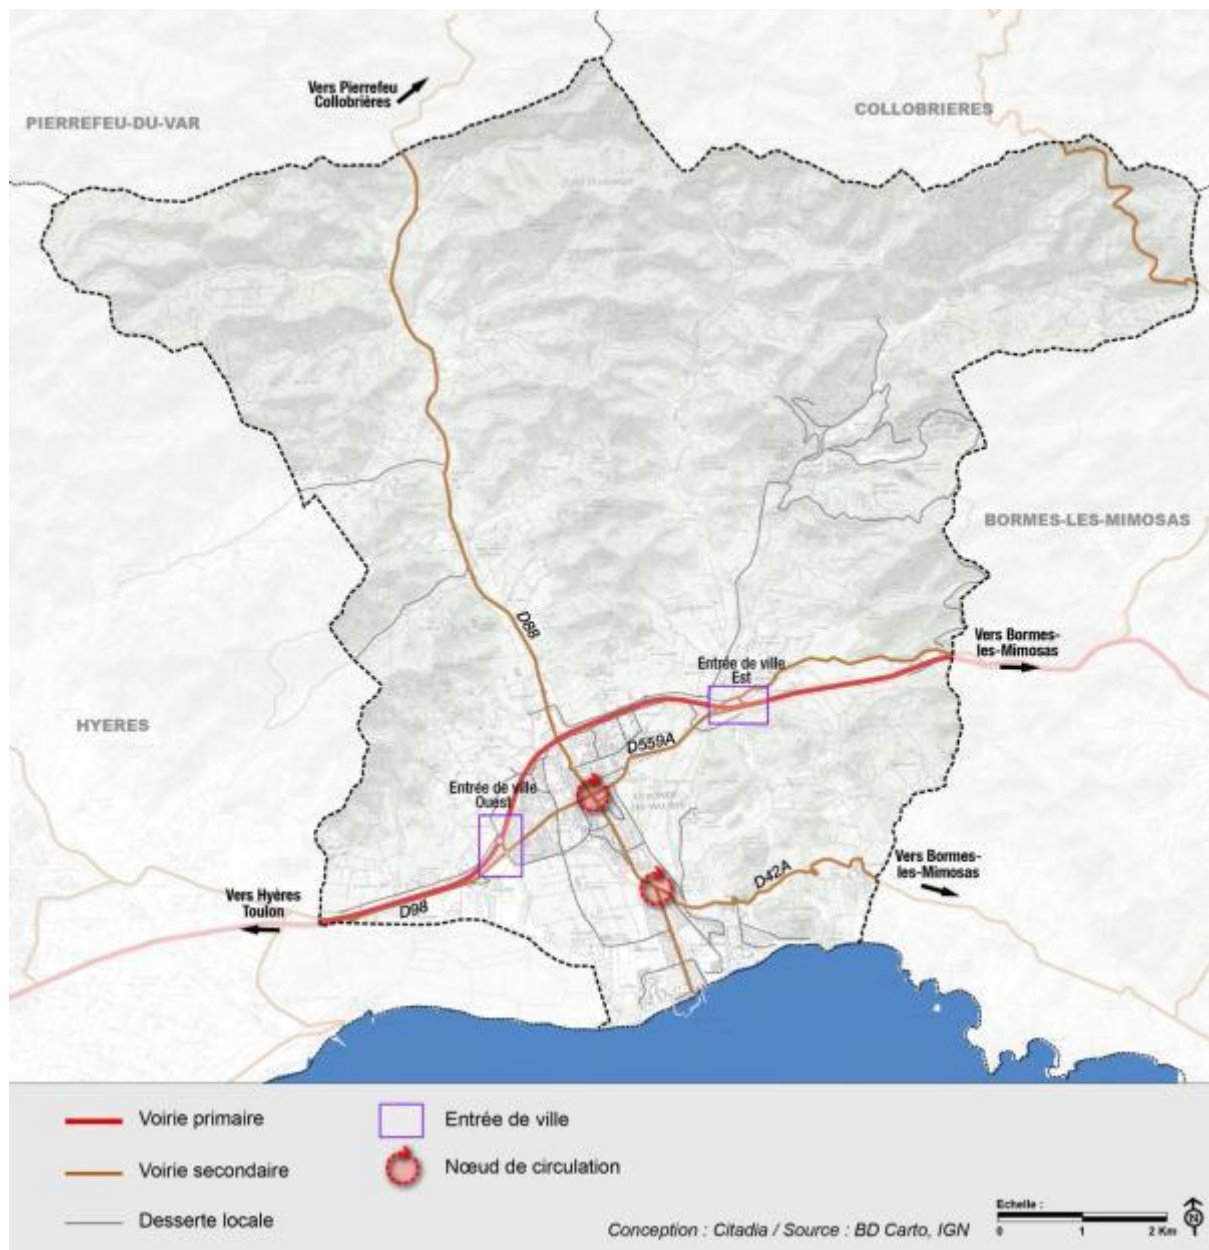 Vers Pierrefeu
Collobrières
PIERREFEU-DU-VAR
COLLOBRIERES
BORMES-LES-MIMOSAS
D88
Vers Bormes-
les-Mimosas
Entrée de ville
Est
HYERES
D559A
Entrée de ville
Ouest
Vers Bormes-
les-Mimosas
D42A
Vers Hyères
Toulon
D98
Voirie primaire
Entrée de ville
Voirie secondaire
Nœud de circulation
Desserte locale
Echelle :
0 1 2 Km
N
Conception : Citadia / Source : BD Carto, IGN